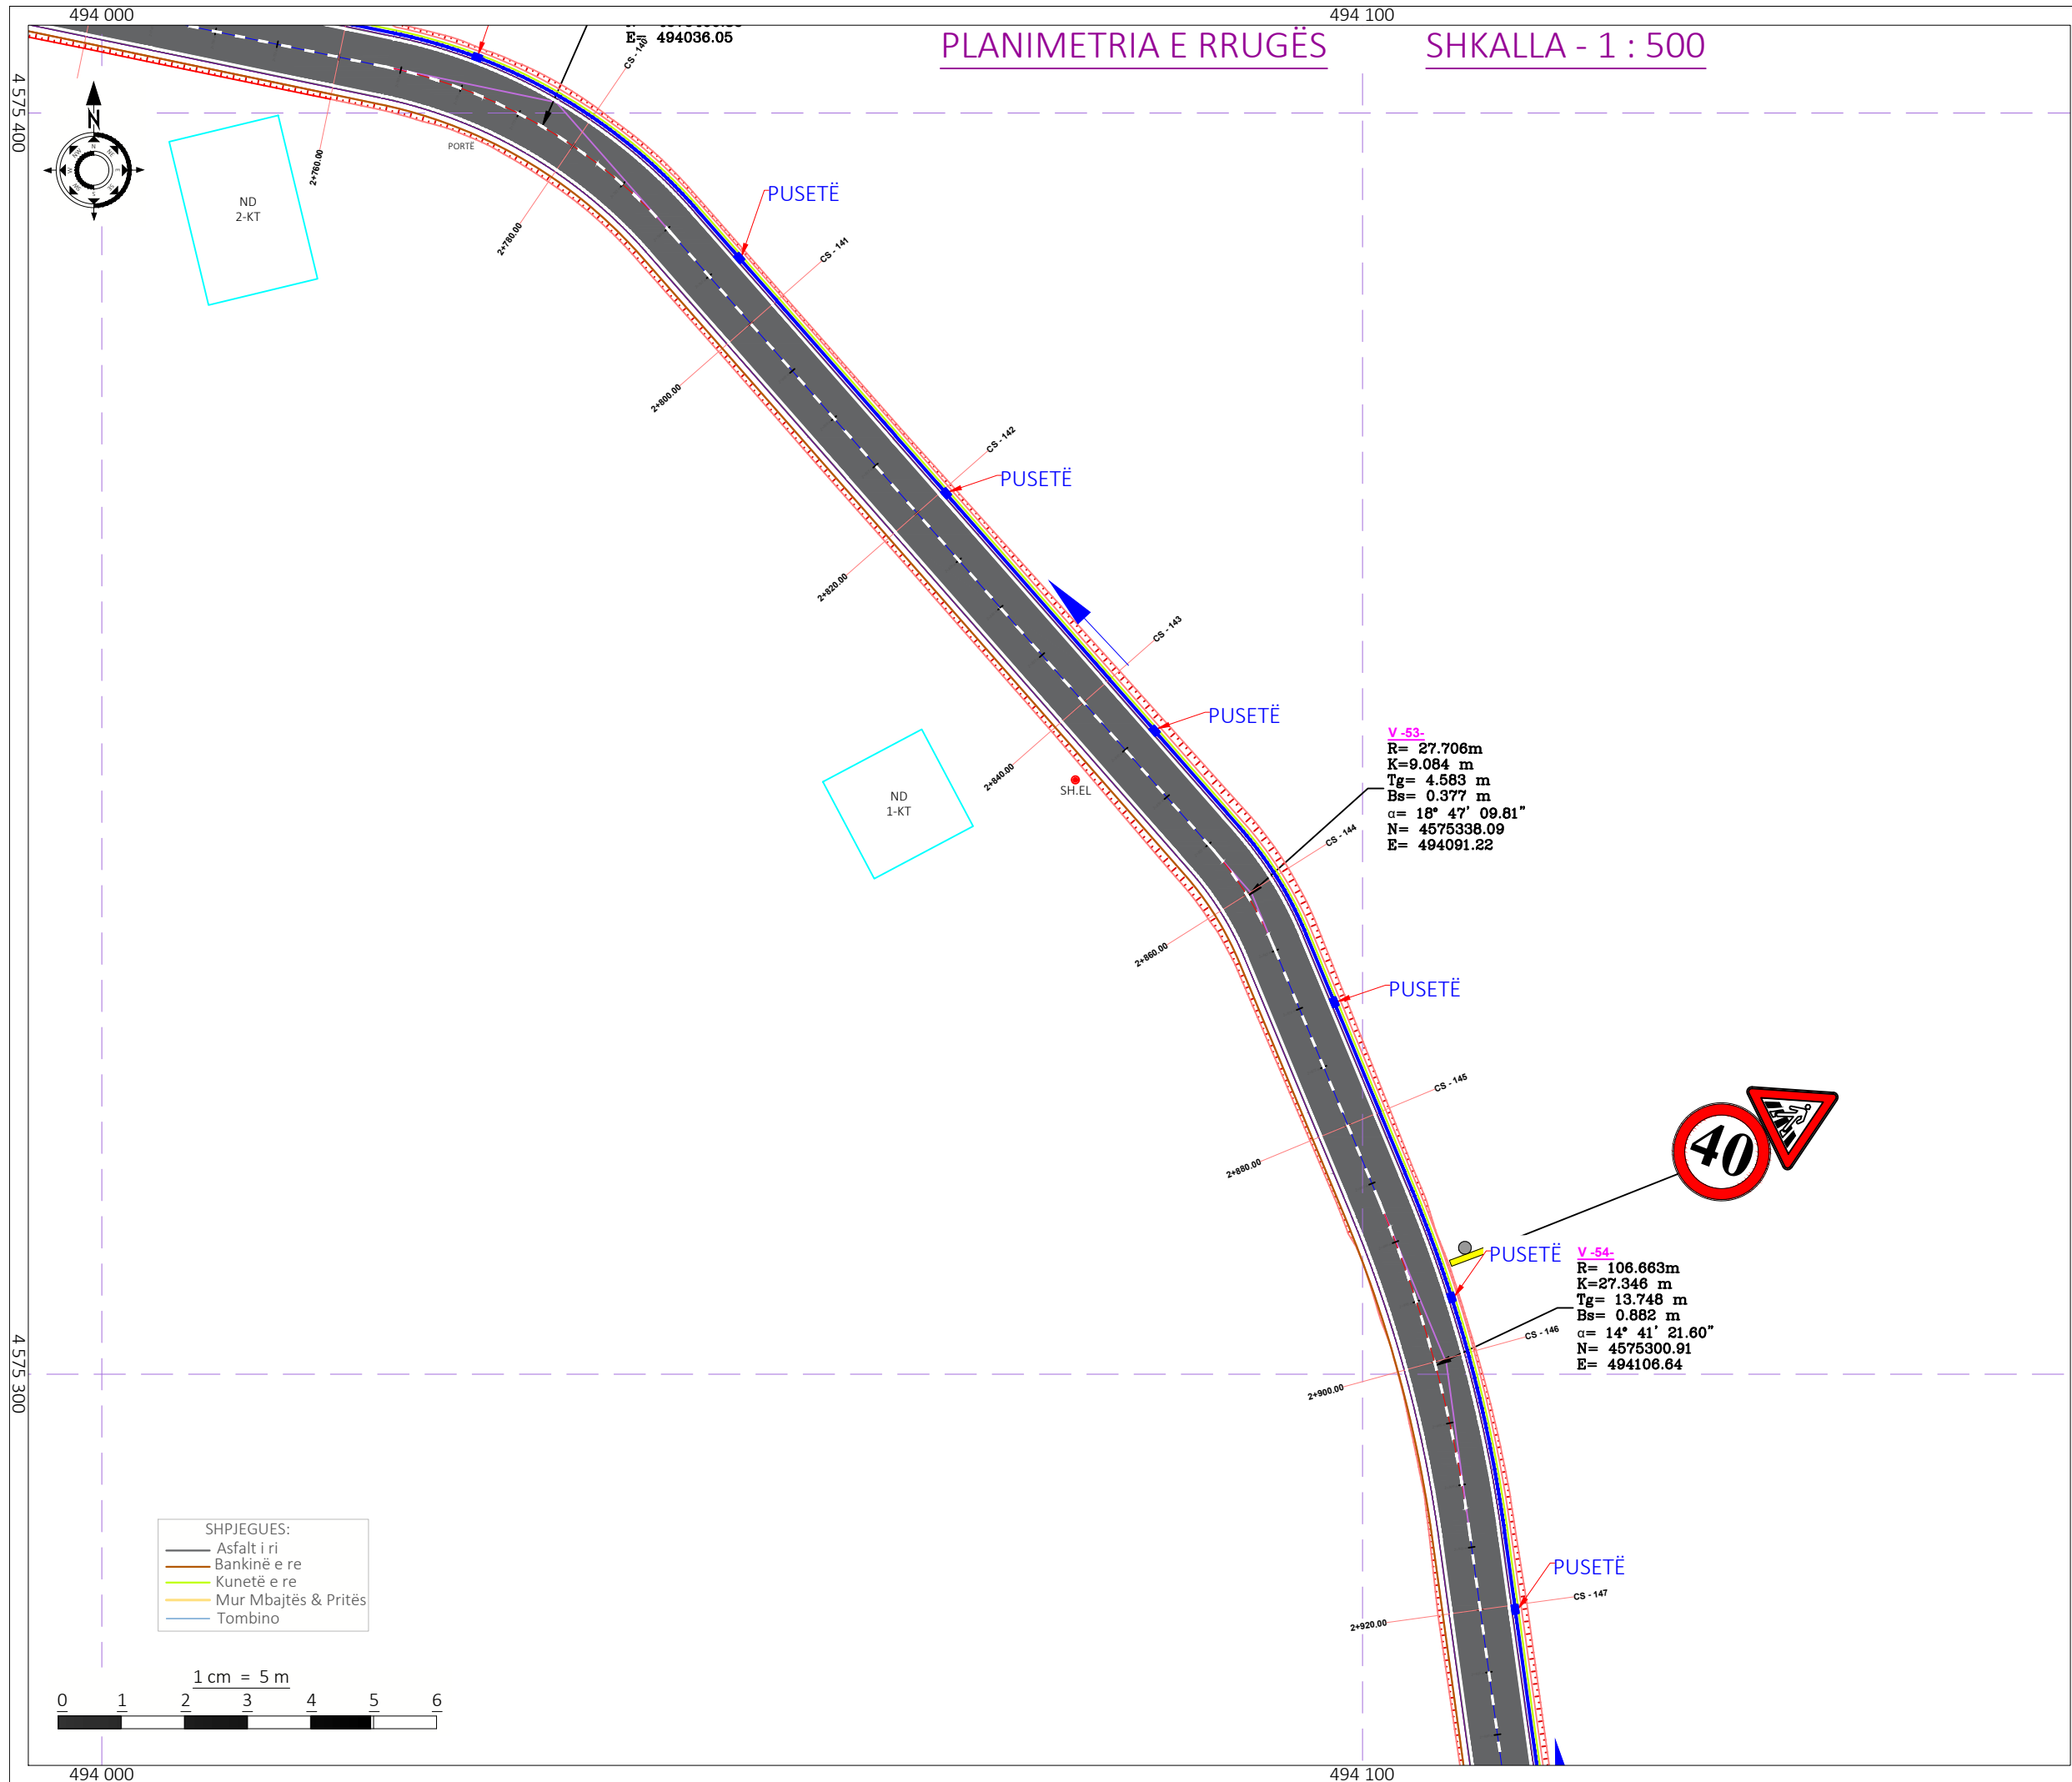 494 000
494 100
PLANIMETRIA E RRUGËS
SHKALLA - 1 : 500
E= 494036.05
CS - 140
4 575 400
N
PORTË
2+760.00
ND
2-KT
2+780.00
PUSETË
CS - 141
2+800.00
CS - 142
PUSETË
2+820.00
CS - 143
PUSETË
2+840.00
SH.EL
ND
1-KT
V -53-
R= 27.706m
K=9.084 m
Tg= 4.583 m
Bs= 0.377 m
α= 18° 47' 09.81"
N= 4575338.09
E= 494091.22
CS - 144
2+860.00
PUSETË
CS - 145
2+880.00
40
PUSETË
V -54-
R= 106.663m
K=27.346 m
Tg= 13.748 m
Bs= 0.882 m
α= 14° 41' 21.60"
N= 4575300.91
E= 494106.64
CS - 146
2+900.00
4 575 300
PUSETË
CS - 147
2+920.00
SHPJEGUES:
Asfalt i ri
Bankinë e re
Kunetë e re
Mur Mbajtës & Pritës
Tombino
1 cm = 5 m
0 1 2 3 4 5 6
494 000
494 100